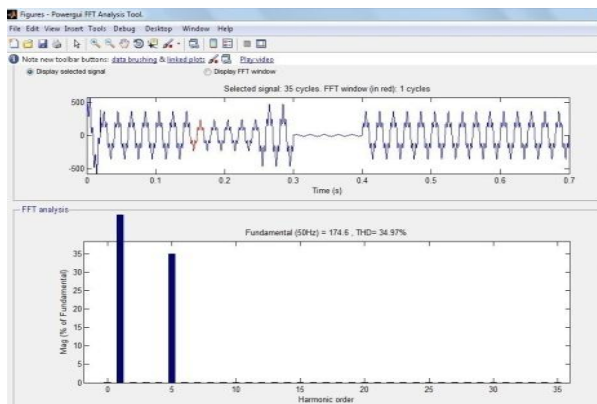 Figures - Powergui FFT Analysis Tool.
File Edit View Insert Tools Debug Desktop Window Help
Note new toolbar buttons: data brushing & linked plots Play video
Display selected signal Display FFT window
Selected signal: 35 cycles. FFT window (in red): 1 cycles
500
0
-500
0 0.1 0.2 0.3 0.4 0.5 0.6 0.7
Time (s)
FFT analysis
Fundamental (50Hz) = 174.6 , THD= 34.97%
35
30
25
20
15
10
5
0
Mag (% of Fundamental)
0 5 10 15 20 25 30 35
Harmonic order